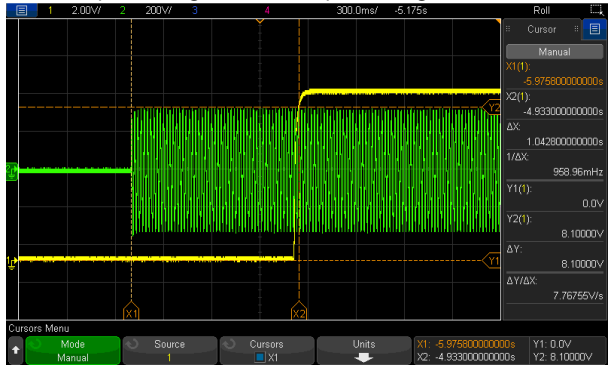 1 2.00V/ 2 200V/ 3 4 300.0ms/ -5.175s Roll
Cursor
Manual
X1(1):
-5.975800000000s
X2(1):
-4.933000000000s
ΔX:
1.042800000000s
1/ΔX:
958.96mHz
Y1(1):
0.0V
Y2(1):
8.10000V
ΔY:
8.10000V
ΔY/ΔX:
7.76755V/s
Y2
Y1
X1 X2
Cursors Menu
Mode
Manual
Source
1
Cursors
X1
Units
X1: -5.975800000000s Y1: 0.0V
X2: -4.933000000000s Y2: 8.10000V